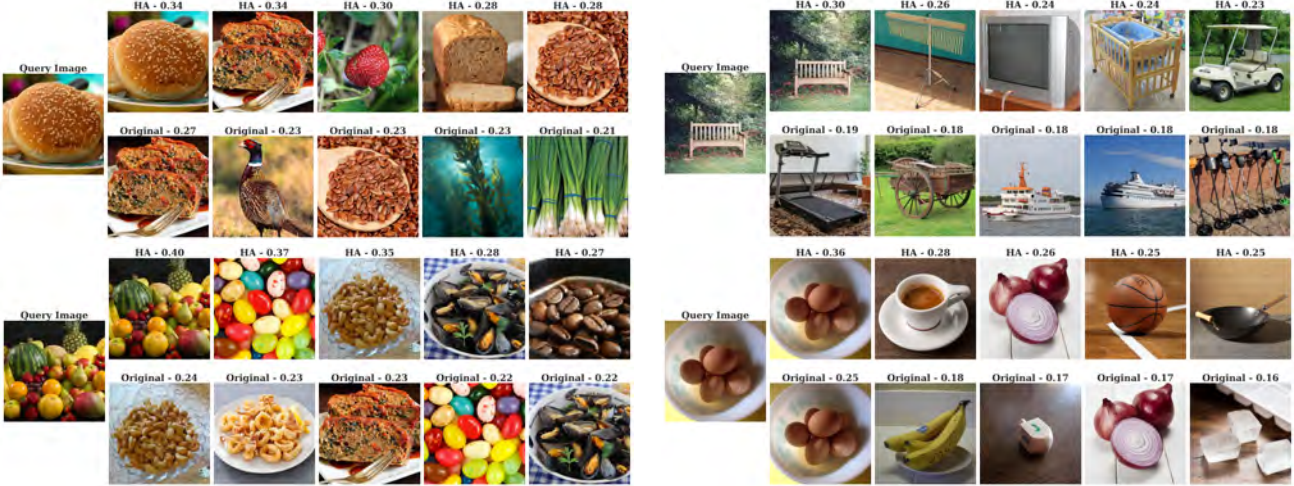 HA - 0.34 HA - 0.34 HA - 0.30 HA - 0.28 HA - 0.28
Query Image
Original - 0.27 Original - 0.23 Original - 0.23 Original - 0.23 Original - 0.21
HA - 0.40 HA - 0.37 HA - 0.35 HA - 0.28 HA - 0.27
Query Image
Original - 0.24 Original - 0.23 Original - 0.23 Original - 0.22 Original - 0.22
HA - 0.30 HA - 0.26 HA - 0.24 HA - 0.24 HA - 0.23
Query Image
Original - 0.19 Original - 0.18 Original - 0.18 Original - 0.18 Original - 0.18
HA - 0.36 HA - 0.28 HA - 0.26 HA - 0.25 HA - 0.25
Query Image
Original - 0.25 Original - 0.18 Original - 0.17 Original - 0.17 Original - 0.16